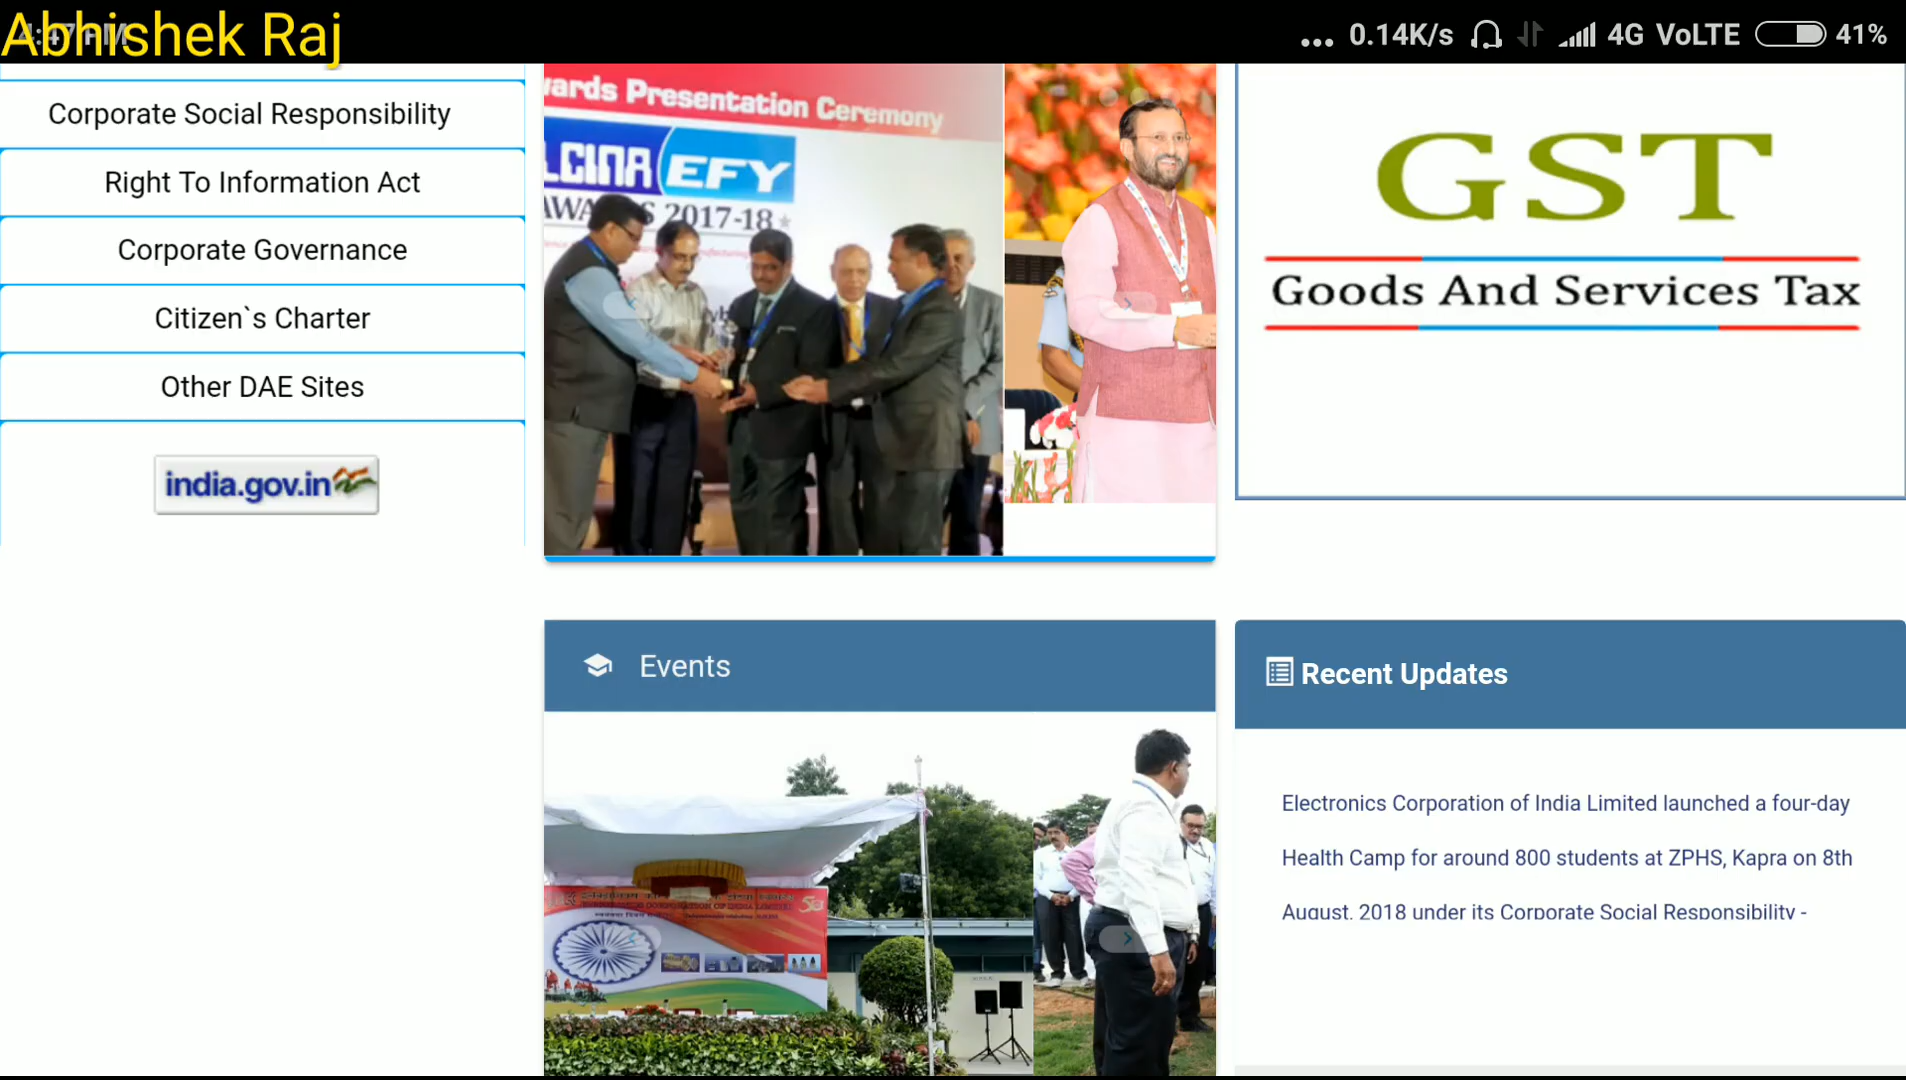 Abhishek Raj
... 0.14K/s 4G VoLTE 41%
Corporate Social Responsibility
Right To Information Act
Corporate Governance
Citizen`s Charter
Other DAE Sites
india.gov.in
Presentation Ceremony
EFY
2017-18
GST
Goods And Services Tax
Events
Recent Updates
Electronics Corporation of India Limited launched a four-day
Health Camp for around 800 students at ZPHS, Kapra on 8th
August, 2018 under its Corporate Social Responsibility -